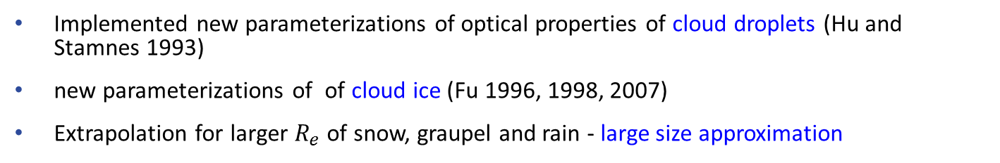 • Implemented new parameterizations of optical properties of cloud droplets (Hu and
Stamnes 1993)
• new parameterizations of of cloud ice (Fu 1996, 1998, 2007)
• Extrapolation for larger Rₑ of snow, graupel and rain - large size approximation